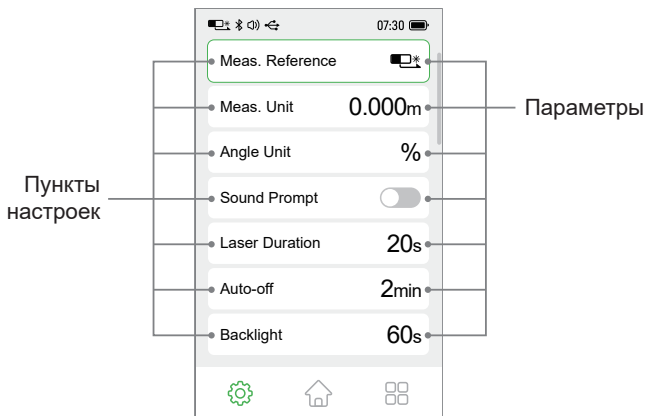 07:30
Meas. Reference
Meas. Unit 0.000m
Параметры
Angle Unit %
Пункты
настроек
Sound Prompt
Laser Duration 20s
Auto-off 2min
Backlight 60s